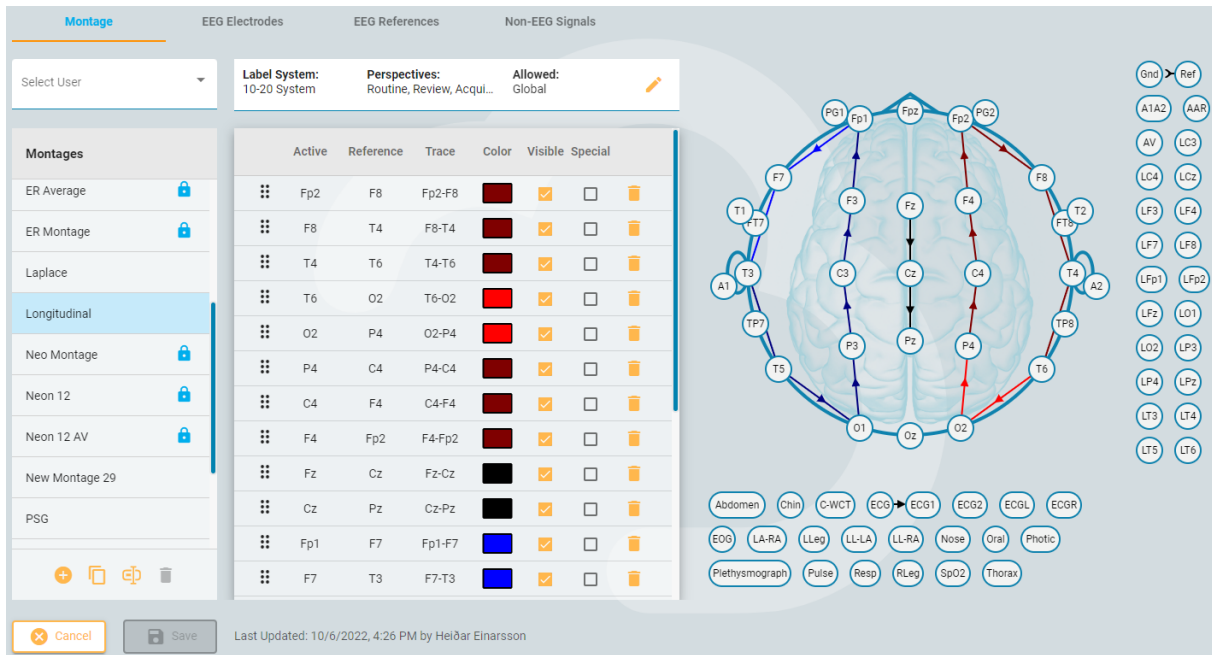 Montage EEG Electrodes EEG References Non-EEG Signals
Select User
Label System: Perspectives: Allowed:
10-20 System Routine, Review, Acqui... Global
Montages
ER Average
ER Montage
Laplace
Longitudinal
Neo Montage
Neon 12
Neon 12 AV
New Montage 29
PSG
Active Reference Trace Color Visible Special
Fp2 F8 Fp2-F8
F8 T4 F8-T4
T4 T6 T4-T6
T6 O2 T6-O2
O2 P4 O2-P4
P4 C4 P4-C4
C4 F4 C4-F4
F4 Fp2 F4-Fp2
Fz Cz Fz-Cz
Cz Pz Cz-Pz
Fp1 F7 Fp1-F7
F7 T3 F7-T3
PG1 Fp1 Fpz Fp2 PG2
F7 F8
F3 Fz F4
T1 FT7 FT8 T2
A1 T3 C3 Cz C4 T4 A2
TP7 TP8
P3 Pz P4
T5 T6
O1 Oz O2
Gnd Ref
A1A2 AAR
AV LC3
LC4 LCz
LF3 LF4
LF7 LF8
LFp1 LFp2
LFz LO1
LO2 LP3
LP4 LPz
LT3 LT4
LT5 LT6
Abdomen Chin C-WCT ECG ECG1 ECG2 ECGL ECGR
EOG LA-RA LLeg LL-LA LL-RA Nose Oral Photic
Plethysmograph Pulse Resp RLeg SpO2 Thorax
Cancel Save Last Updated: 10/6/2022, 4:26 PM by Heiðar Einarsson